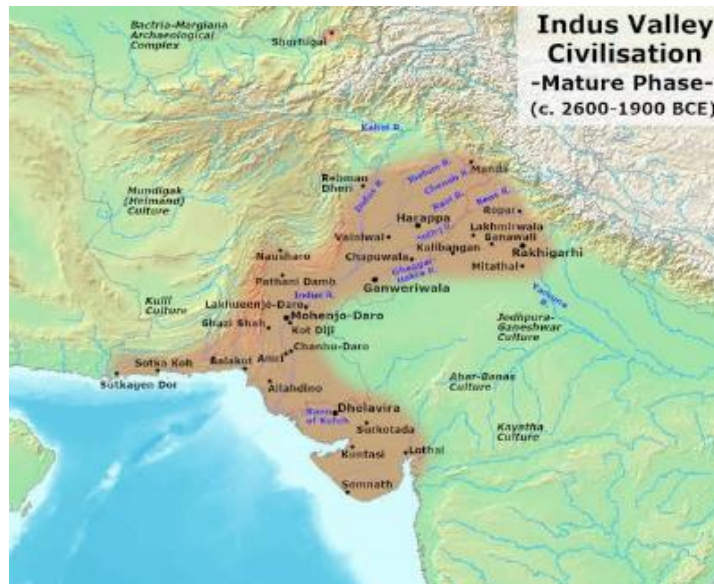 Indus Valley
Civilisation
-Mature Phase-
(c. 2600-1900 BCE)
Bactria-Margiana
Archaeological
Complex
Shortugai
Kabul R.
Mundigak
(Helmand)
Culture
Rehman
Dheri
Indus R.
Jhelum R.
Manda
Chenab R.
Ravi R.
Beas R.
Ropar
Harappa
Sutlej R.
Lakhmirwala
Vainiwal
Kalibangan
Banawali
Rakhigarhi
Nausharo
Chapuwala
Mitathal
Ghaggar-
Hakra R.
Pathani Damb
Ganweriwala
Indus R.
Yamuna
R.
Kulli
Culture
Lakhueenjo-Daro
Mohenjo-Daro
Ghazi Shah
Kot Diji
Jodhpura-
Ganeshwar
Culture
Chanhu-Daro
Amri
Sotka Koh
Balakot
Sutkagen Dor
Allahdino
Ahar-Banas
Culture
Rann
of Kutch
Dholavira
Surkotada
Kayatha
Culture
Kuntasi
Lothal
Somnath